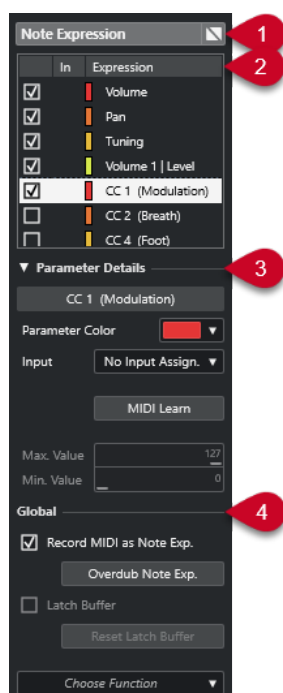 Note Expression
1
In Expression
2
Volume
Pan
Tuning
Volume 1 | Level
CC 1 (Modulation)
CC 2 (Breath)
CC 4 (Foot)
▼ Parameter Details
3
CC 1 (Modulation)
Parameter Color
Input No Input Assign.
MIDI Learn
Max. Value 127
Min. Value 0
Global
4
Record MIDI as Note Exp.
Overdub Note Exp.
Latch Buffer
Reset Latch Buffer
Choose Function